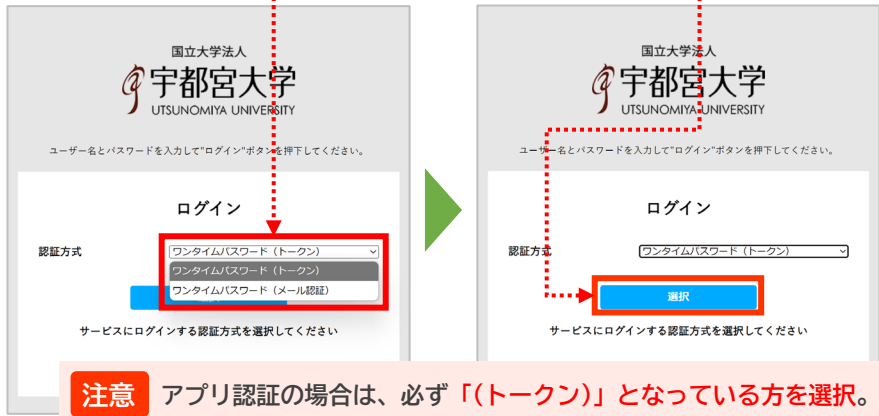 国立大学法人
宇都宮大学
UTSUNOMIYA UNIVERSITY
ユーザー名とパスワードを入力して"ログイン"ボタンを押下してください。
ログイン
認証方式
ワンタイムパスワード（トークン）
ワンタイムパスワード（トークン）
ワンタイムパスワード（メール認証）
サービスにログインする認証方式を選択してください
国立大学法人
宇都宮大学
UTSUNOMIYA UNIVERSITY
ユーザー名とパスワードを入力して"ログイン"ボタンを押下してください。
ログイン
認証方式
ワンタイムパスワード（トークン）
選択
サービスにログインする認証方式を選択してください
注意 アプリ認証の場合は、必ず「(トークン)」となっている方を選択。